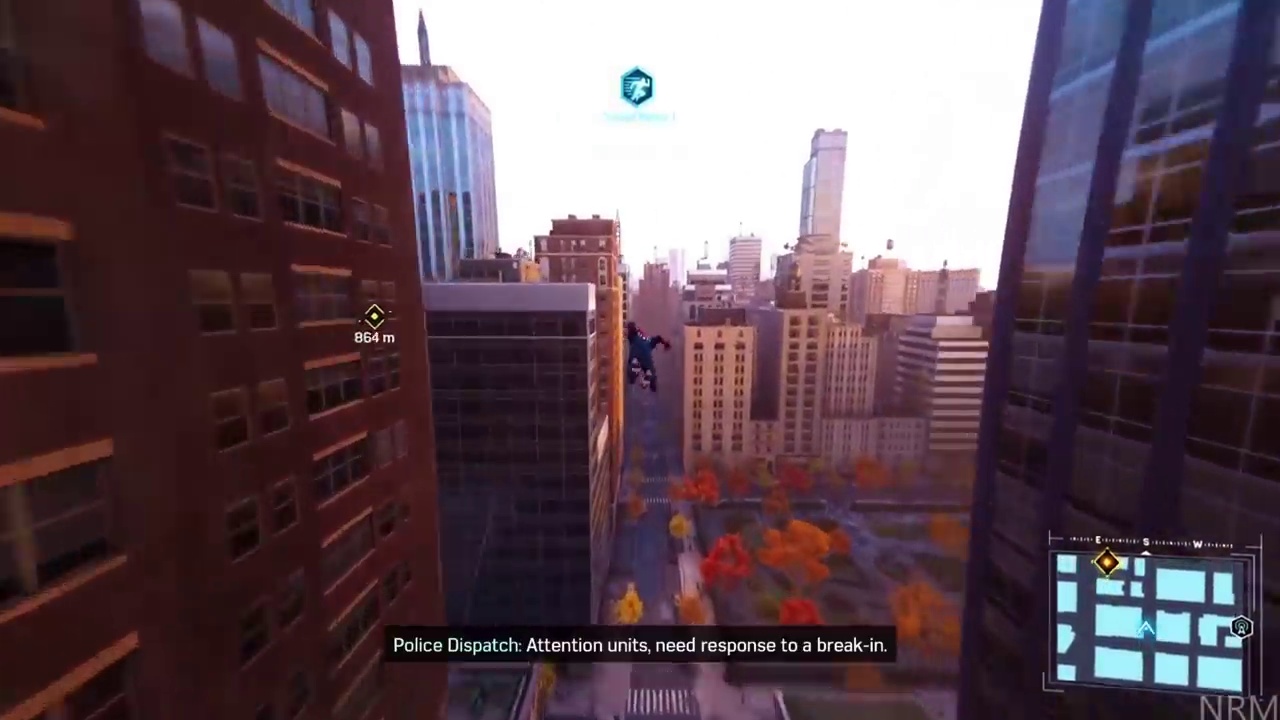 864 m
E S W
Police Dispatch: Attention units, need response to a break-in.
NRM